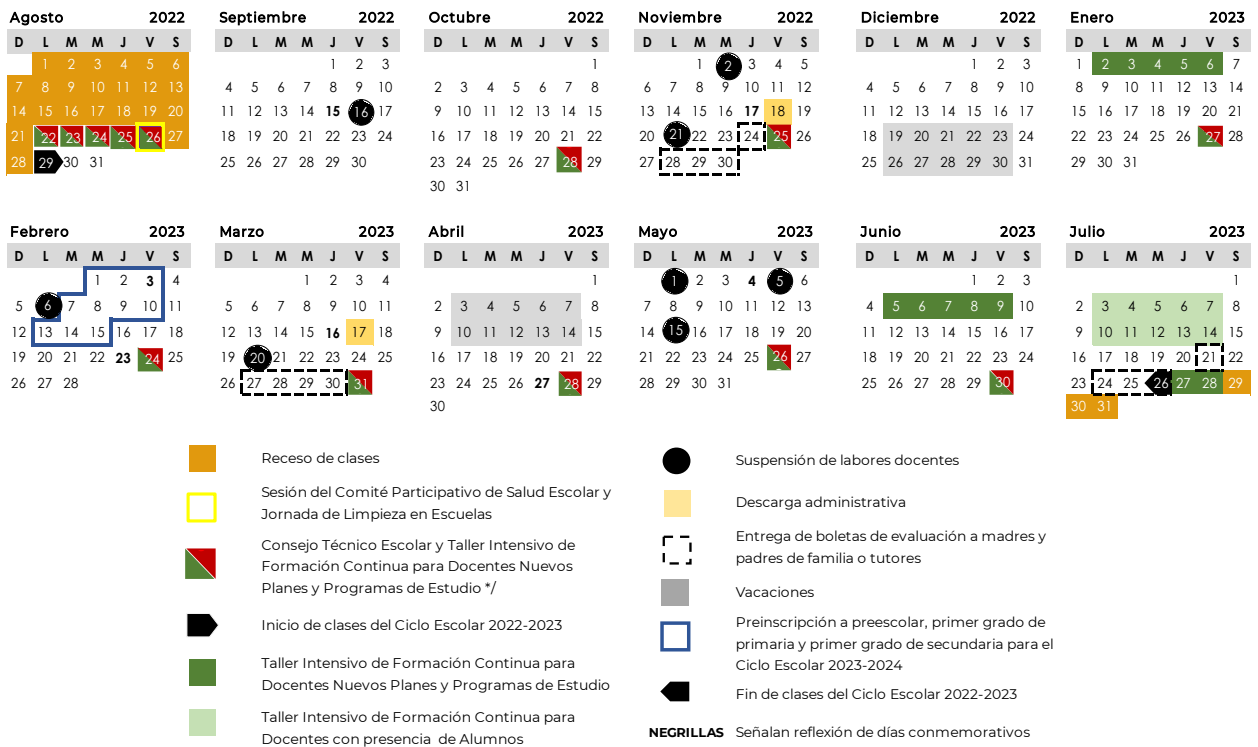 Agosto 2022
D L M M J V S
1 2 3 4 5 6
7 8 9 10 11 12 13
14 15 16 17 18 19 20
21 22 23 24 25 26 27
28 29 30 31
Septiembre 2022
D L M M J V S
1 2 3
4 5 6 7 8 9 10
11 12 13 14 15 16 17
18 19 20 21 22 23 24
25 26 27 28 29 30
Octubre 2022
D L M M J V S
1
2 3 4 5 6 7 8
9 10 11 12 13 14 15
16 17 18 19 20 21 22
23 24 25 26 27 28 29
30 31
Noviembre 2022
D L M M J V S
1 2 3 4 5
6 7 8 9 10 11 12
13 14 15 16 17 18 19
20 21 22 23 24 25 26
27 28 29 30
Diciembre 2022
D L M M J V S
1 2 3
4 5 6 7 8 9 10
11 12 13 14 15 16 17
18 19 20 21 22 23 24
25 26 27 28 29 30 31
Enero 2023
D L M M J V S
1 2 3 4 5 6 7
8 9 10 11 12 13 14
15 16 17 18 19 20 21
22 23 24 25 26 27 28
29 30 31
Febrero 2023
D L M M J V S
1 2 3 4
5 6 7 8 9 10 11
12 13 14 15 16 17 18
19 20 21 22 23 24 25
26 27 28
Marzo 2023
D L M M J V S
1 2 3 4
5 6 7 8 9 10 11
12 13 14 15 16 17 18
19 20 21 22 23 24 25
26 27 28 29 30 31
Abril 2023
D L M M J V S
1
2 3 4 5 6 7 8
9 10 11 12 13 14 15
16 17 18 19 20 21 22
23 24 25 26 27 28 29
30
Mayo 2023
D L M M J V S
1 2 3 4 5 6
7 8 9 10 11 12 13
14 15 16 17 18 19 20
21 22 23 24 25 26 27
28 29 30 31
Junio 2023
D L M M J V S
1 2 3
4 5 6 7 8 9 10
11 12 13 14 15 16 17
18 19 20 21 22 23 24
25 26 27 28 29 30
Julio 2023
D L M M J V S
1
2 3 4 5 6 7 8
9 10 11 12 13 14 15
16 17 18 19 20 21 22
23 24 25 26 27 28 29
30 31
Receso de clases
Sesión del Comité Participativo de Salud Escolar y
Jornada de Limpieza en Escuelas
Consejo Técnico Escolar y Taller Intensivo de
Formación Continua para Docentes Nuevos
Planes y Programas de Estudio */
Inicio de clases del Ciclo Escolar 2022-2023
Taller Intensivo de Formación Continua para
Docentes Nuevos Planes y Programas de Estudio
Taller Intensivo de Formación Continua para
Docentes con presencia de Alumnos
Suspensión de labores docentes
Descarga administrativa
Entrega de boletas de evaluación a madres y
padres de familia o tutores
Vacaciones
Preinscripción a preescolar, primer grado de
primaria y primer grado de secundaria para el
Ciclo Escolar 2023-2024
Fin de clases del Ciclo Escolar 2022-2023
NEGRILLAS Señalan reflexión de días conmemorativos